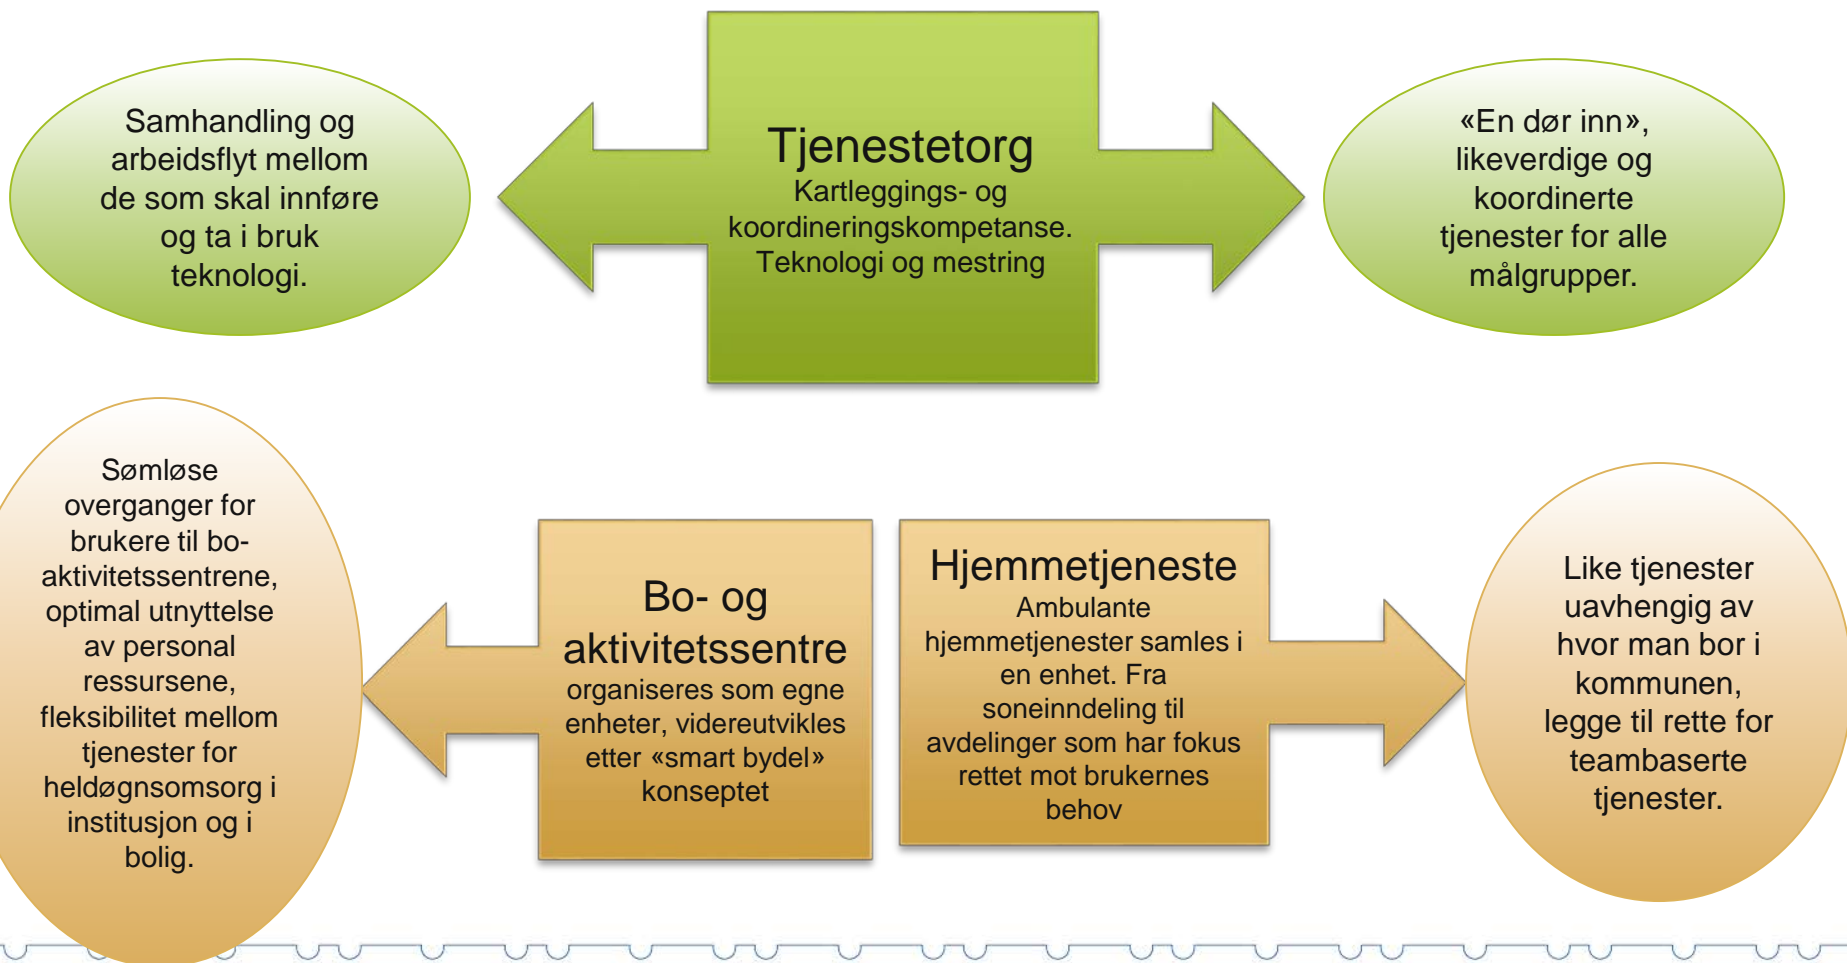 Samhandling og
arbeidsflyt mellom
de som skal innføre
og ta i bruk
teknologi.
Tjenestetorg
Kartleggings- og
koordineringskompetanse.
Teknologi og mestring
«En dør inn»,
likeverdige og
koordinerte
tjenester for alle
målgrupper.
Sømløse
overganger for
brukere til bo-
aktivitetssentrene,
optimal utnyttelse
av personal
ressursene,
fleksibilitet mellom
tjenester for
heldøgnsomsorg i
institusjon og i
bolig.
Bo- og
aktivitetssentre
organiseres som egne
enheter, videreutvikles
etter «smart bydel»
konseptet
Hjemmetjeneste
Ambulante
hjemmetjenester samles i
en enhet. Fra
soneinndeling til
avdelinger som har fokus
rettet mot brukernes
behov
Like tjenester
uavhengig av
hvor man bor i
kommunen,
legge til rette for
teambaserte
tjenester.